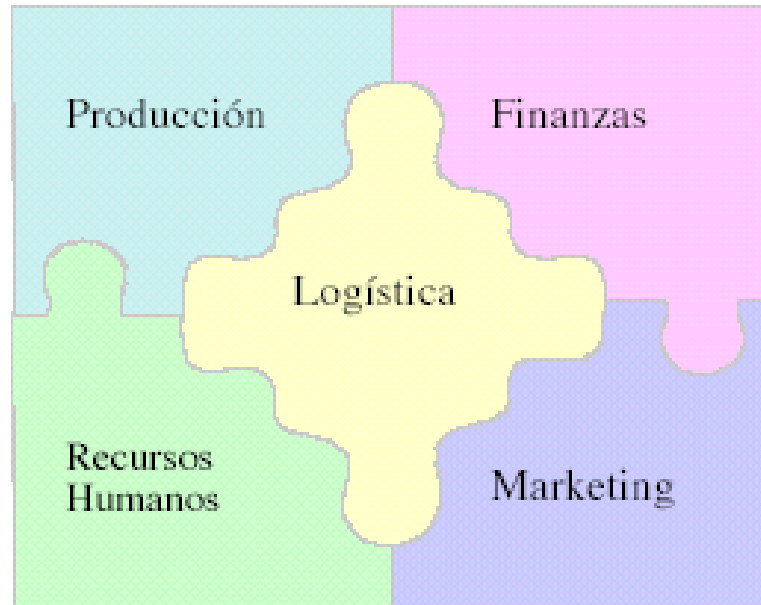 Producción
Finanzas
Logística
Recursos
Humanos
Marketing